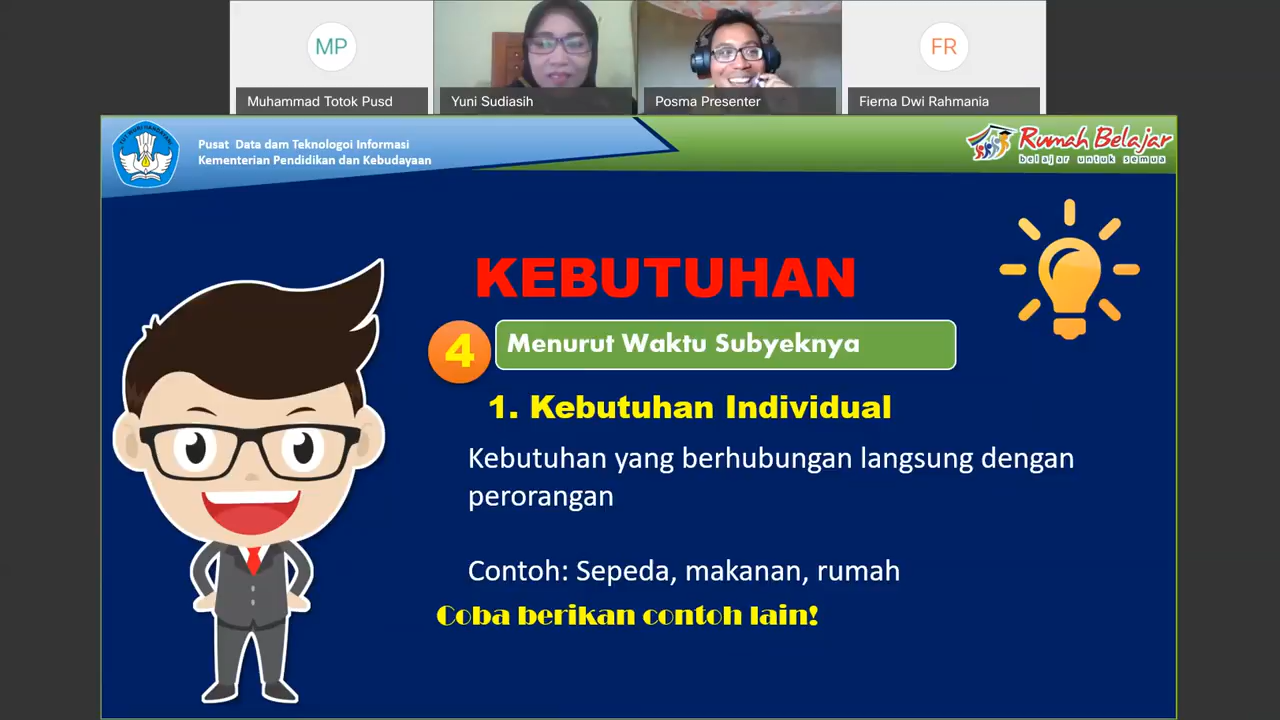 MP
FR
Muhammad Totok Pusd
Yuni Sudiasih
Posma Presenter
Fierna Dwi Rahmania
Pusat Data dam Teknologoi Informasi
Kementerian Pendidikan dan Kebudayaan
Rumah Belajar
belajar untuk semua
KEBUTUHAN
4
Menurut Waktu Subyeknya
1. Kebutuhan Individual
Kebutuhan yang berhubungan langsung dengan
perorangan
Contoh: Sepeda, makanan, rumah
Coba berikan contoh lain!